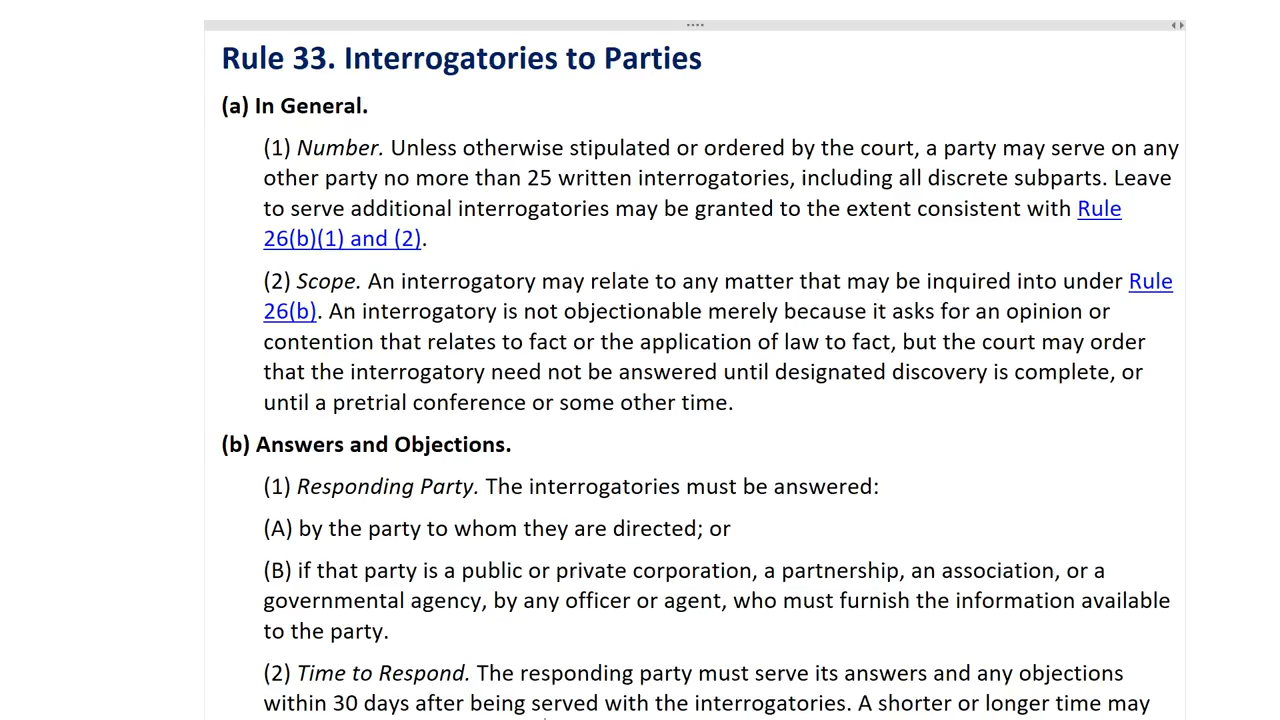 Rule 33. Interrogatories to Parties
(a) In General.
(1) Number. Unless otherwise stipulated or ordered by the court, a party may serve on any
other party no more than 25 written interrogatories, including all discrete subparts. Leave
to serve additional interrogatories may be granted to the extent consistent with Rule
26(b)(1) and (2).
(2) Scope. An interrogatory may relate to any matter that may be inquired into under Rule
26(b). An interrogatory is not objectionable merely because it asks for an opinion or
contention that relates to fact or the application of law to fact, but the court may order
that the interrogatory need not be answered until designated discovery is complete, or
until a pretrial conference or some other time.
(b) Answers and Objections.
(1) Responding Party. The interrogatories must be answered:
(A) by the party to whom they are directed; or
(B) if that party is a public or private corporation, a partnership, an association, or a
governmental agency, by any officer or agent, who must furnish the information available
to the party.
(2) Time to Respond. The responding party must serve its answers and any objections
within 30 days after being served with the interrogatories. A shorter or longer time may